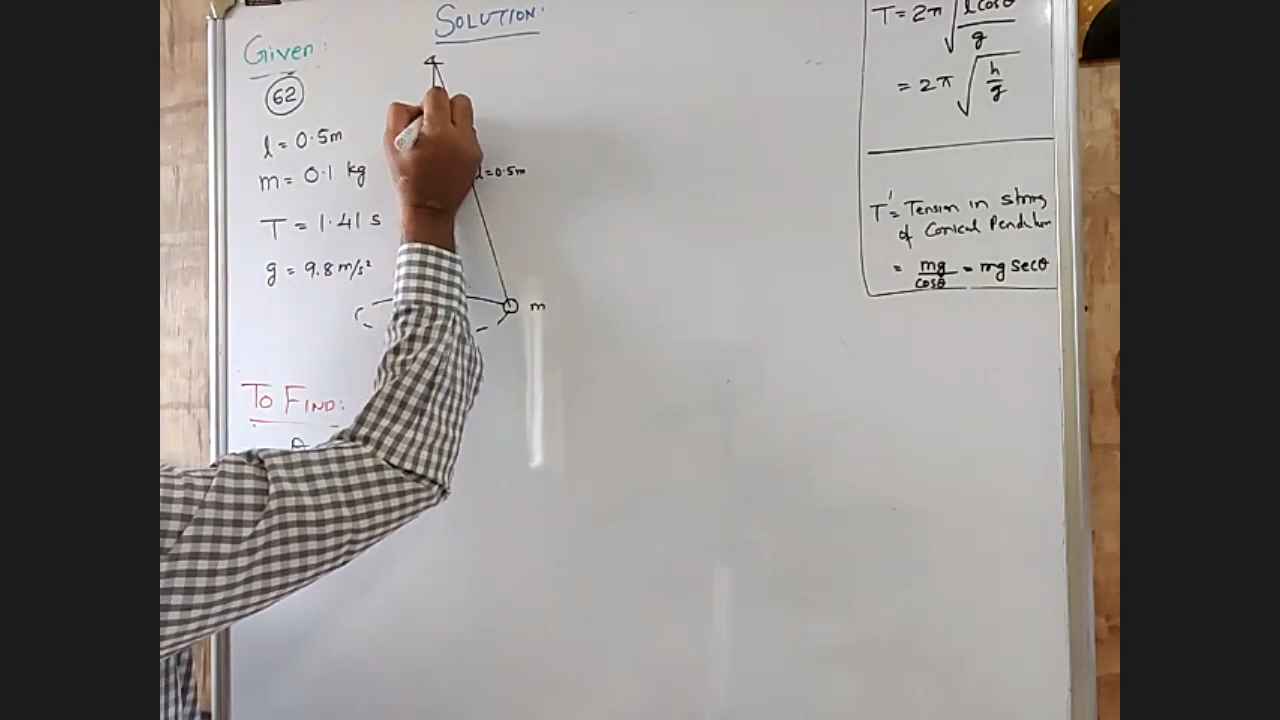 SOLUTION:
Given:
62
l = 0.5m
m = 0.1 kg
T = 1.41 s
g = 9.8 m/s²
l = 0.5m
m
TO FIND:
T = 2π √(l cosθ / g)
= 2π √(h / g)
T' = Tension in string
of Conical Pendulum
= mg / cosθ = mg secθ